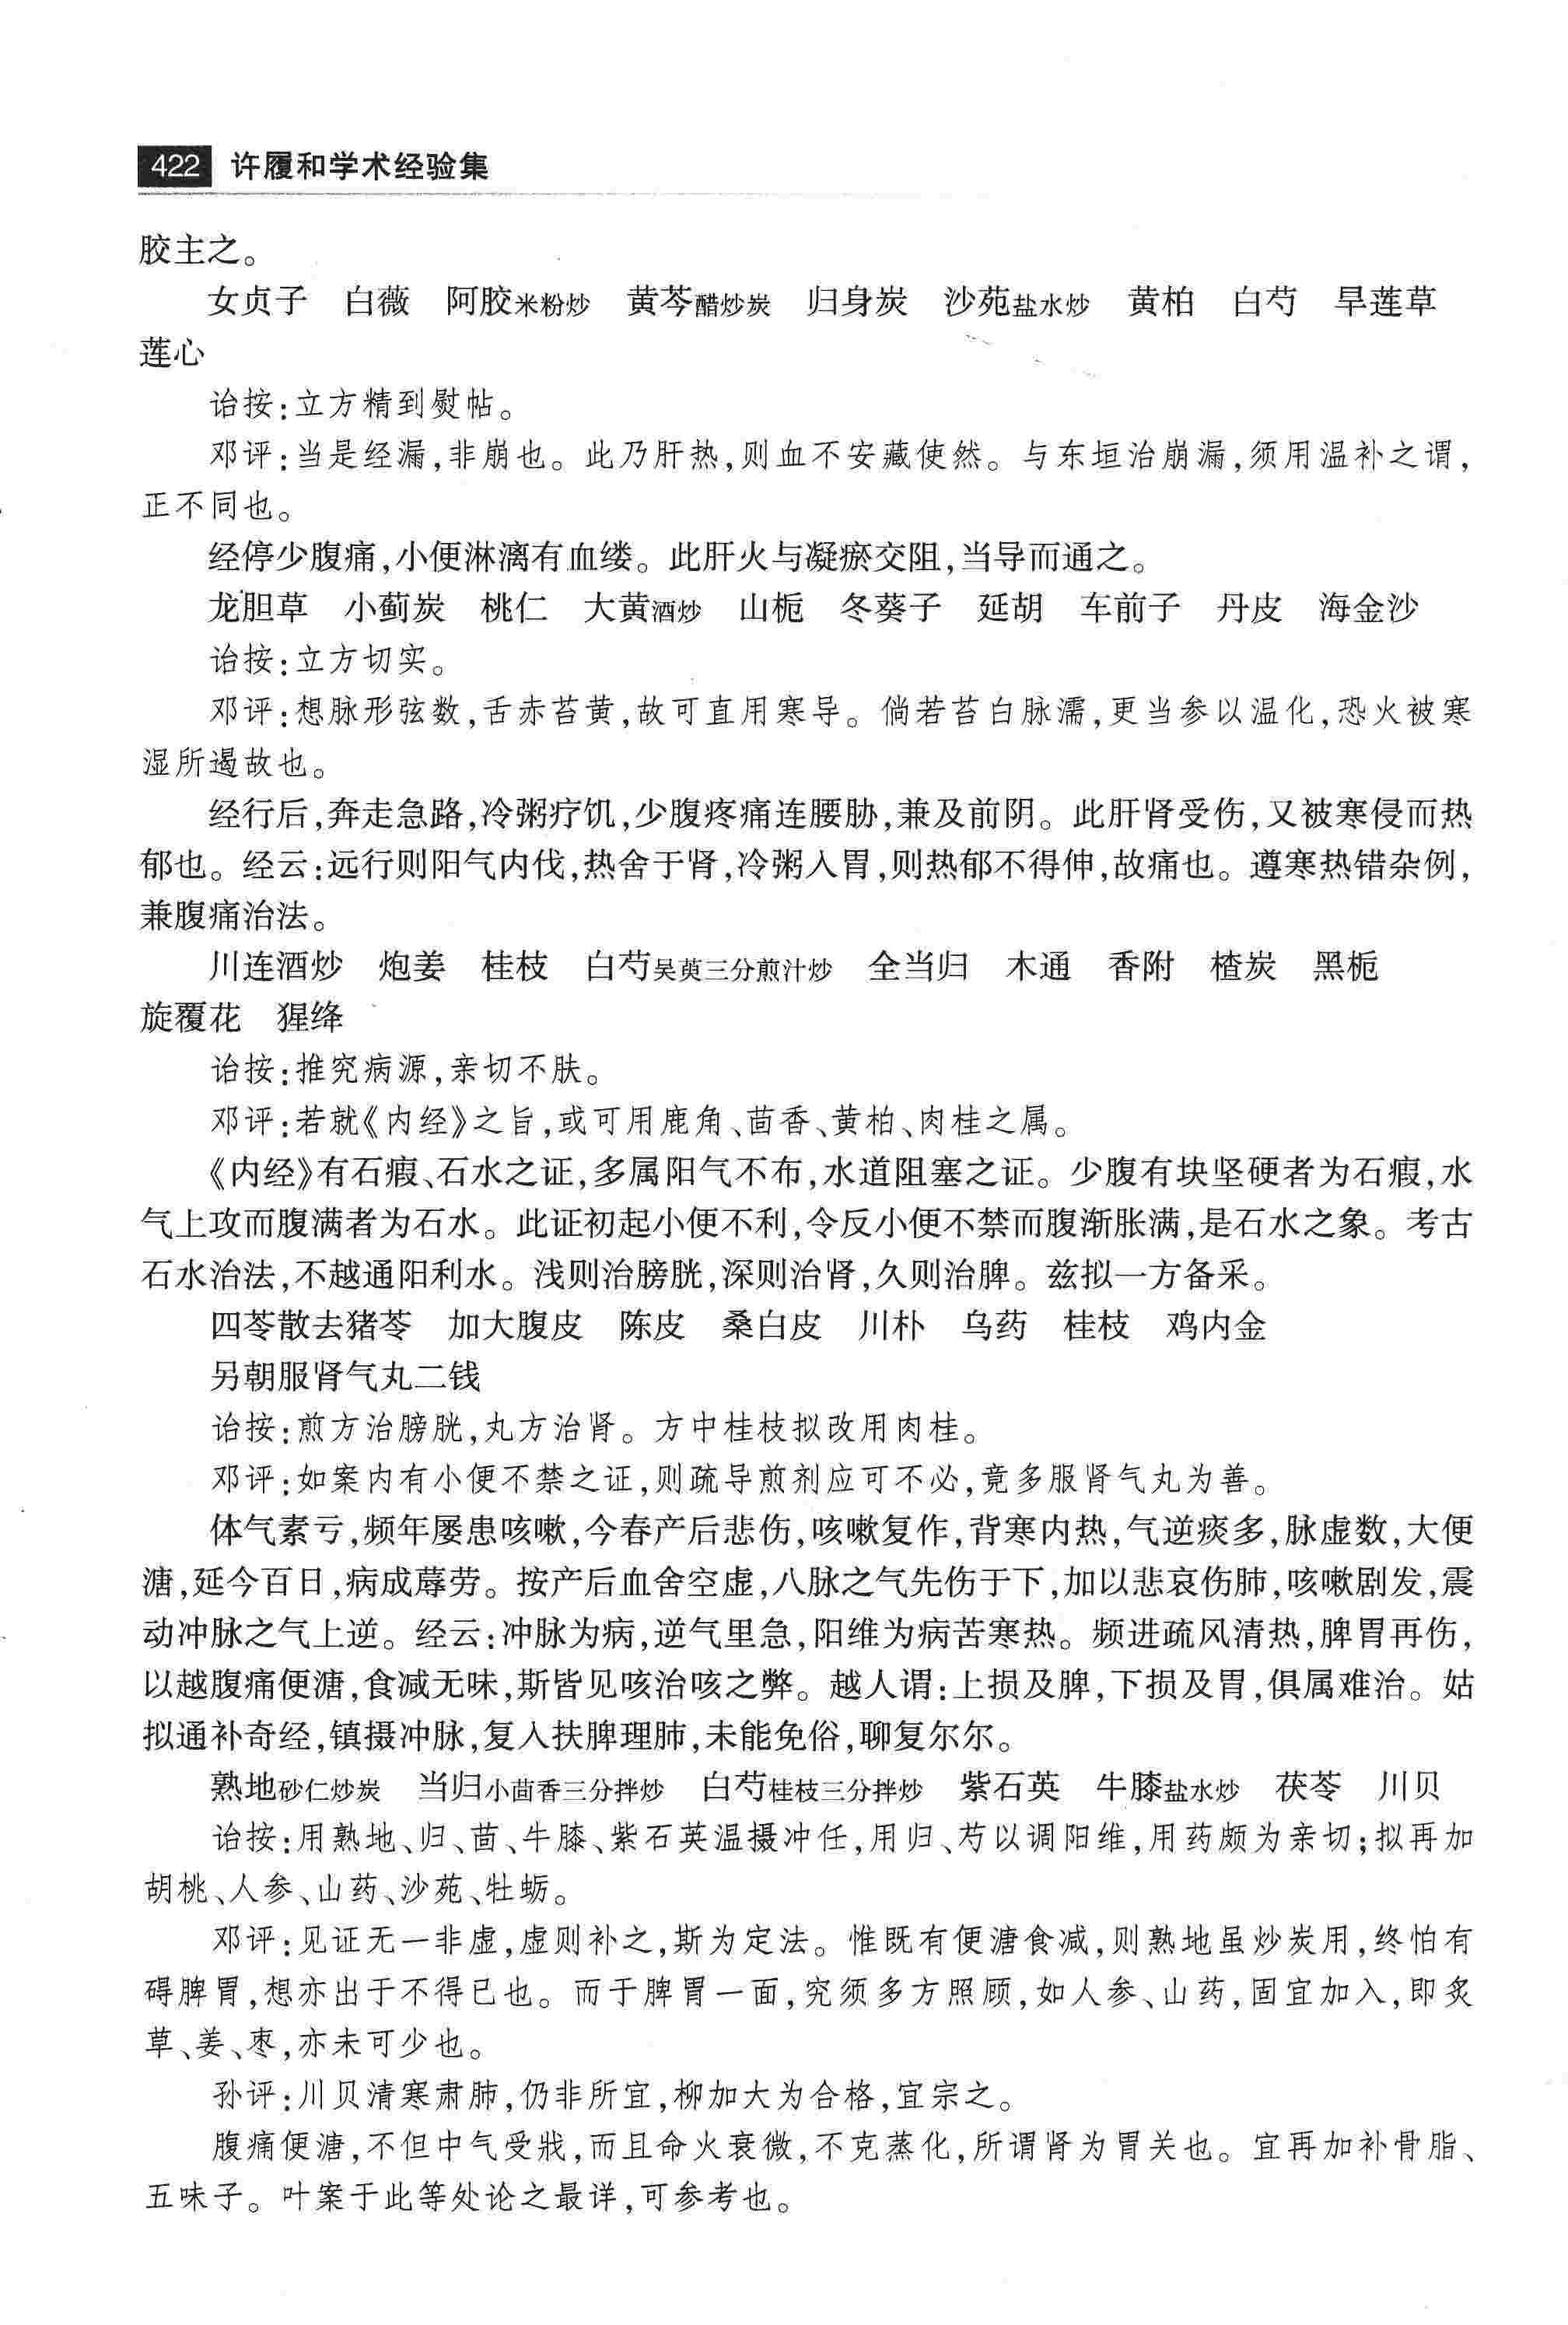 422 许履和学术经验集
胶主之。
女贞子 白薇 阿胶米粉炒 黄芩醋炒炭 归身炭 沙苑盐水炒 黄柏 白芍 旱莲草
莲心
诒按:立方精到熨帖。
邓评:当是经漏,非崩也。此乃肝热,则血不安藏使然。与东垣治崩漏,须用温补之谓,
正不同也。
经停少腹痛,小便淋漓有血缕。此肝火与凝瘀交阻,当导而通之。
龙胆草 小蓟炭 桃仁 大黄酒炒 山栀 冬葵子 延胡 车前子 丹皮 海金沙
诒按:立方切实。
邓评:想脉形弦数,舌赤苔黄,故可直用寒导。倘若苔白脉濡,更当参以温化,恐火被寒
湿所遏故也。
经行后,奔走急路,冷粥疗饥,少腹疼痛连腰胁,兼及前阴。此肝肾受伤,又被寒侵而热
郁也。经云:远行则阳气内伐,热舍于肾,冷粥入胃,则热郁不得伸,故痛也。遵寒热错杂例,
兼腹痛治法。
川连酒炒 炮姜 桂枝 白芍吴萸三分煎汁炒 全当归 木通 香附 楂炭 黑栀
旋覆花 猩绛
诒按:推究病源,亲切不肤。
邓评:若就《内经》之旨,或可用鹿角、茴香、黄柏、肉桂之属。
《内经》有石瘕、石水之证,多属阳气不布,水道阻塞之证。少腹有块坚硬者为石瘕,水
气上攻而腹满者为石水。此证初起小便不利,令反小便不禁而腹渐胀满,是石水之象。考古
石水治法,不越通阳利水。浅则治膀胱,深则治肾,久则治脾。兹拟一方备采。
四苓散去猪苓 加大腹皮 陈皮 桑白皮 川朴 乌药 桂枝 鸡内金
另朝服肾气丸二钱
诒按:煎方治膀胱,丸方治肾。方中桂枝拟改用肉桂。
邓评:如案内有小便不禁之证,则疏导煎剂应可不必,竟多服肾气丸为善。
体气素亏,频年屡患咳嗽,今春产后悲伤,咳嗽复作,背寒内热,气逆痰多,脉虚数,大便
溏,延今百日,病成蓐劳。按产后血舍空虚,八脉之气先伤于下,加以悲哀伤肺,咳嗽剧发,震
动冲脉之气上逆。经云:冲脉为病,逆气里急,阳维为病苦寒热。频进疏风清热,脾胃再伤,
以越腹痛便溏,食减无味,斯皆见咳治咳之弊。越人谓:上损及脾,下损及胃,俱属难治。姑
拟通补奇经,镇摄冲脉,复入扶脾理肺,未能免俗,聊复尔尔。
熟地砂仁炒炭 当归小茴香三分拌炒 白芍桂枝三分拌炒 紫石英 牛膝盐水炒 茯苓 川贝
诒按:用熟地、归、茴、牛膝、紫石英温摄冲任,用归、芍以调阳维,用药颇为亲切;拟再加
胡桃、人参、山药、沙苑、牡蛎。
邓评:见证无一非虚,虚则补之,斯为定法。惟既有便溏食减,则熟地虽炒炭用,终怕有
碍脾胃,想亦出于不得已也。而于脾胃一面,究须多方照顾,如人参、山药,固宜加入,即炙
草、姜、枣,亦未可少也。
孙评:川贝清寒肃肺,仍非所宜,柳加大为合格,宜宗之。
腹痛便溏,不但中气受戕,而且命火衰微,不克蒸化,所谓肾为胃关也。宜再加补骨脂、
五味子。叶案于此等处论之最详,可参考也。